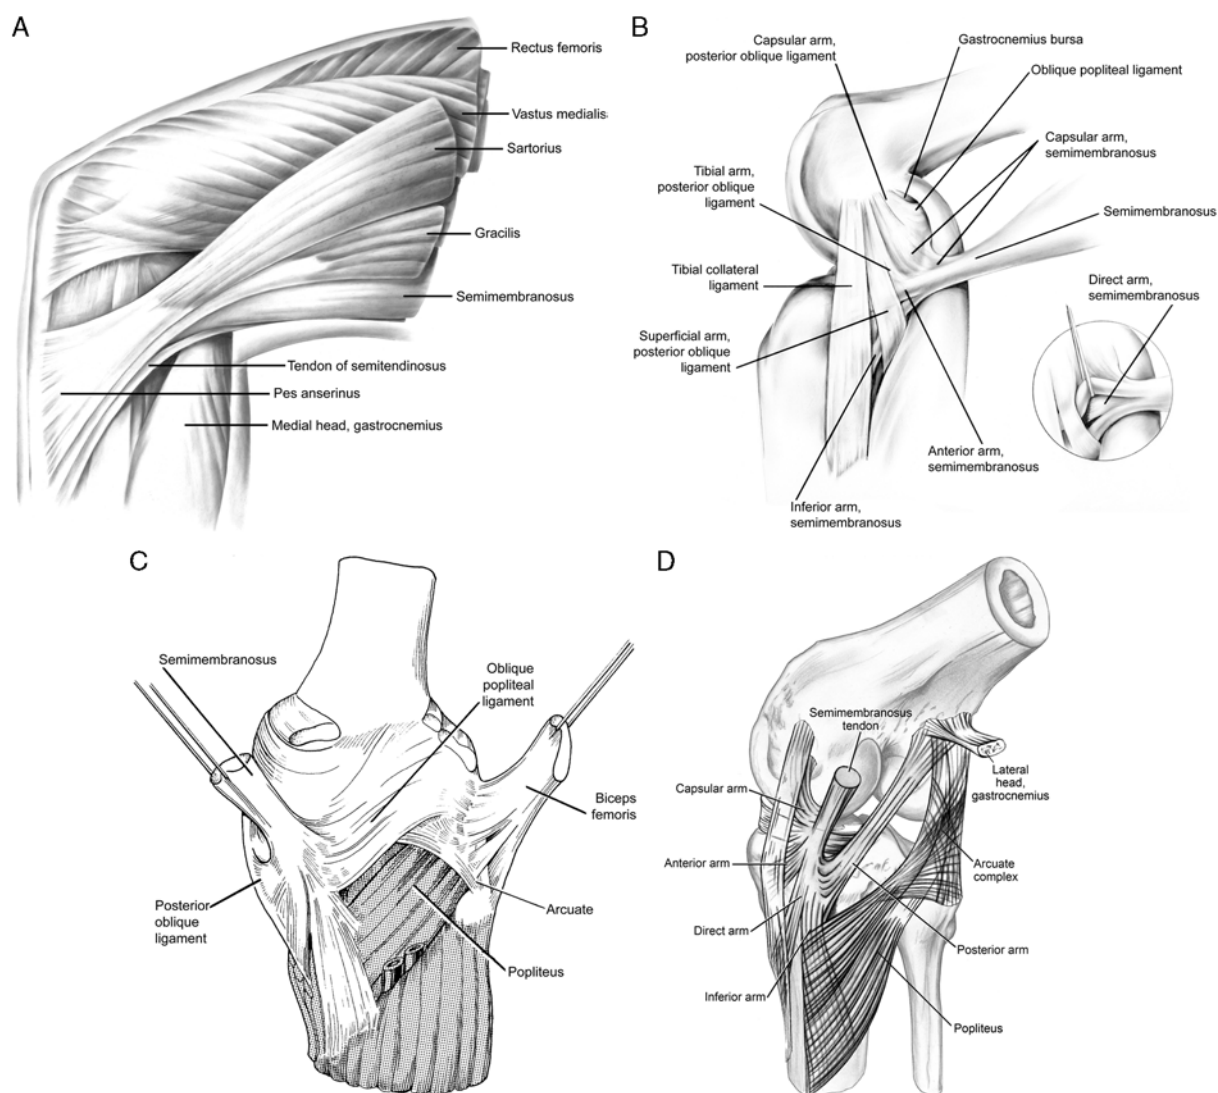 A
Rectus femoris
Vastus medialis
Sartorius
Gracilis
Semimembranosus
Tendon of semitendinosus
Pes anserinus
Medial head, gastrocnemius
B
Capsular arm,
posterior oblique ligament
Gastrocnemius bursa
Oblique popliteal ligament
Capsular arm,
semimembranosus
Tibial arm,
posterior oblique
ligament
Semimembranosus
Tibial collateral
ligament
Direct arm,
semimembranosus
Superficial arm,
posterior oblique
ligament
Anterior arm,
semimembranosus
Inferior arm,
semimembranosus
C
Semimembranosus
Oblique
popliteal
ligament
Biceps
femoris
Posterior
oblique
ligament
Arcuate
Popliteus
D
Semimembranosus
tendon
Lateral
head,
gastrocnemius
Capsular arm
Anterior arm
Arcuate
complex
Direct arm
Posterior arm
Inferior arm
Popliteus